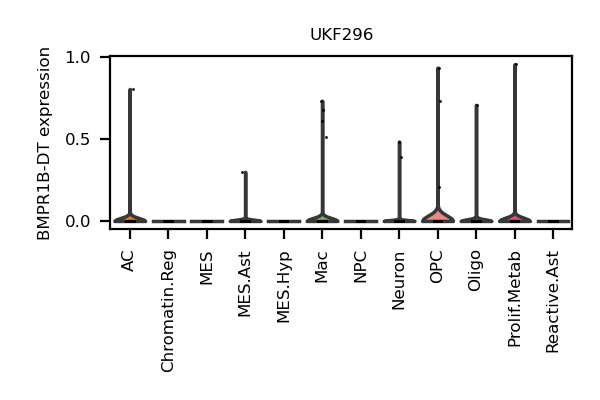 UKF296
BMPR1B-DT expression
1.0
0.5
0.0
AC
Chromatin.Reg
MES
MES.Ast
MES.Hyp
Mac
NPC
Neuron
OPC
Oligo
Prolif.Metab
Reactive.Ast